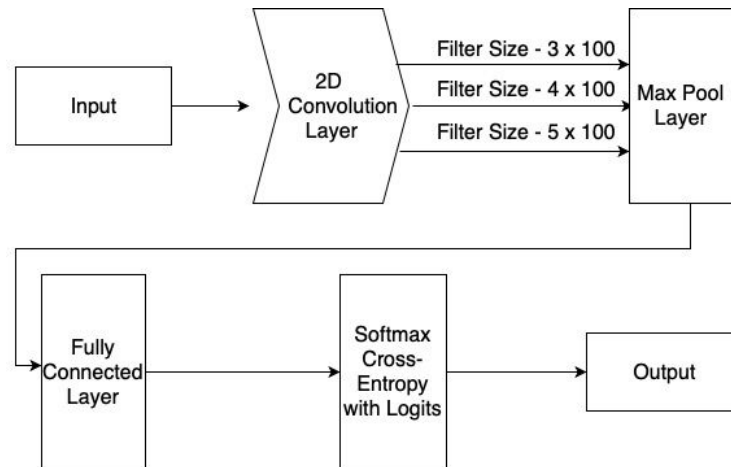 Input
2D
Convolution
Layer
Filter Size - 3 x 100
Filter Size - 4 x 100
Filter Size - 5 x 100
Max Pool
Layer
Fully
Connected
Layer
Softmax
Cross-
Entropy
with Logits
Output